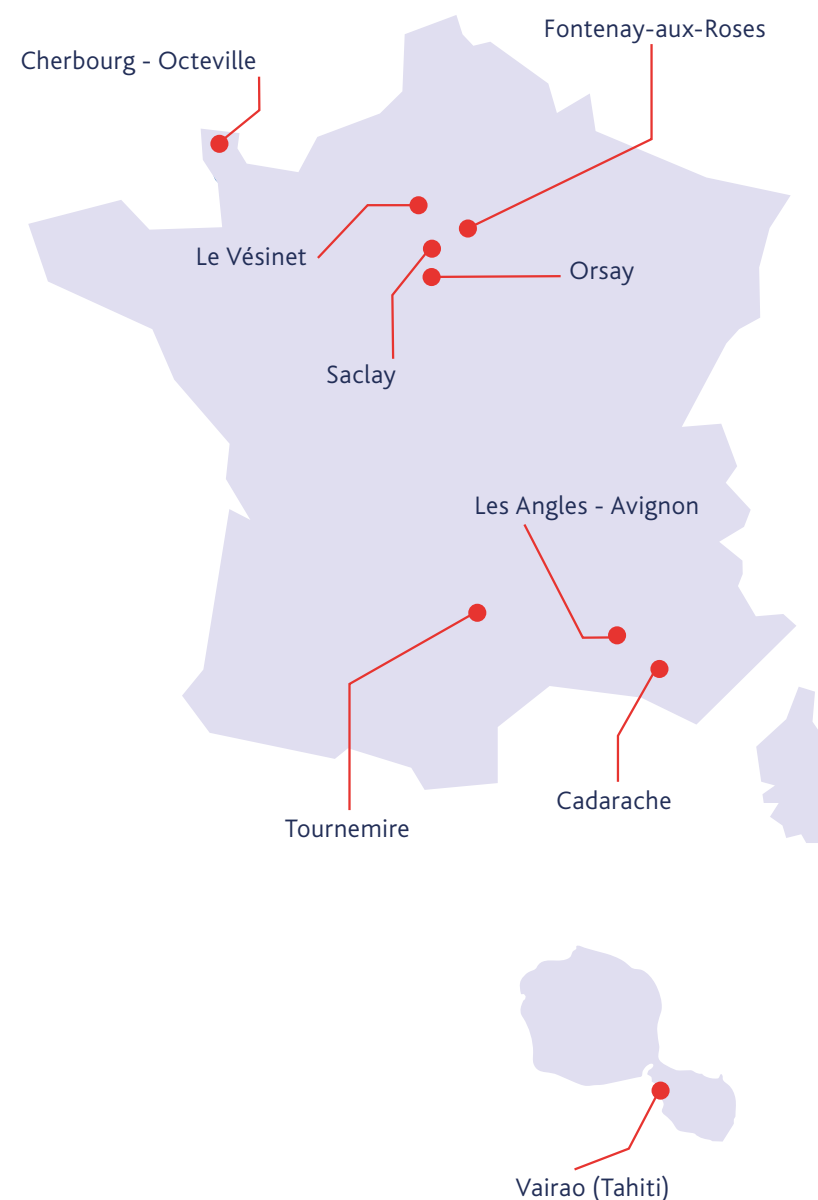 Fontenay-aux-Roses
Cherbourg - Octeville
Le Vésinet
Orsay
Saclay
Les Angles - Avignon
Cadarache
Tournemire
Vairao (Tahiti)